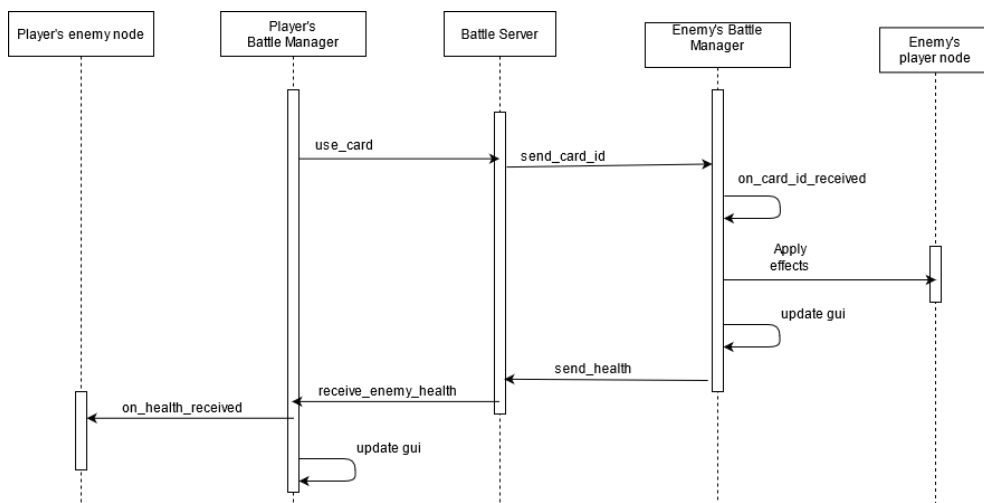 Player's enemy node
Player's
Battle Manager
Battle Server
Enemy's Battle
Manager
Enemy's
player node
use_card
send_card_id
on_card_id_received
Apply
effects
update gui
send_health
receive_enemy_health
on_health_received
update gui